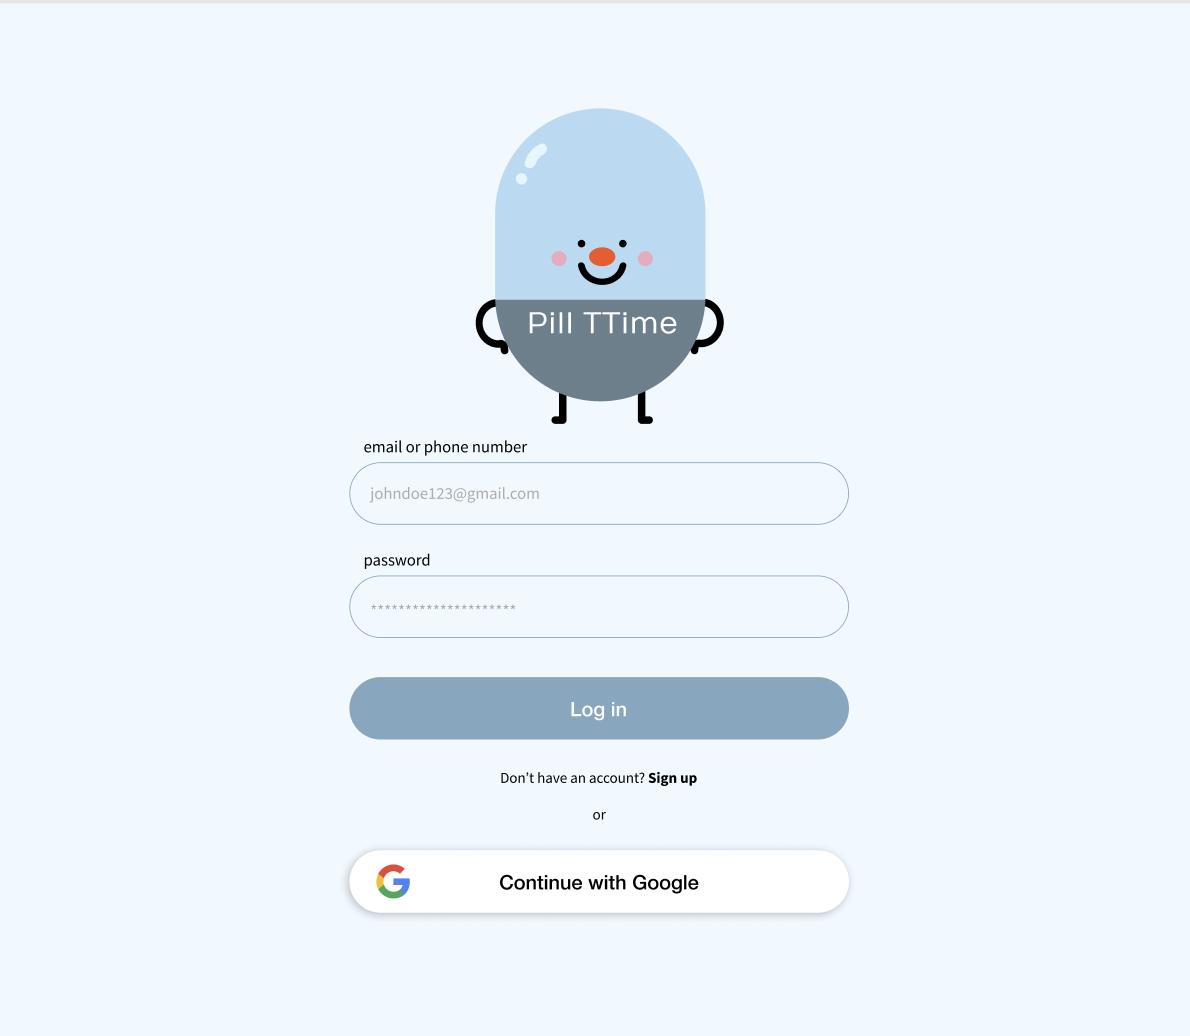 Pill TTime
email or phone number
johndoe123@gmail.com
password
*********************
Log in
Don't have an account? Sign up
or
Continue with Google